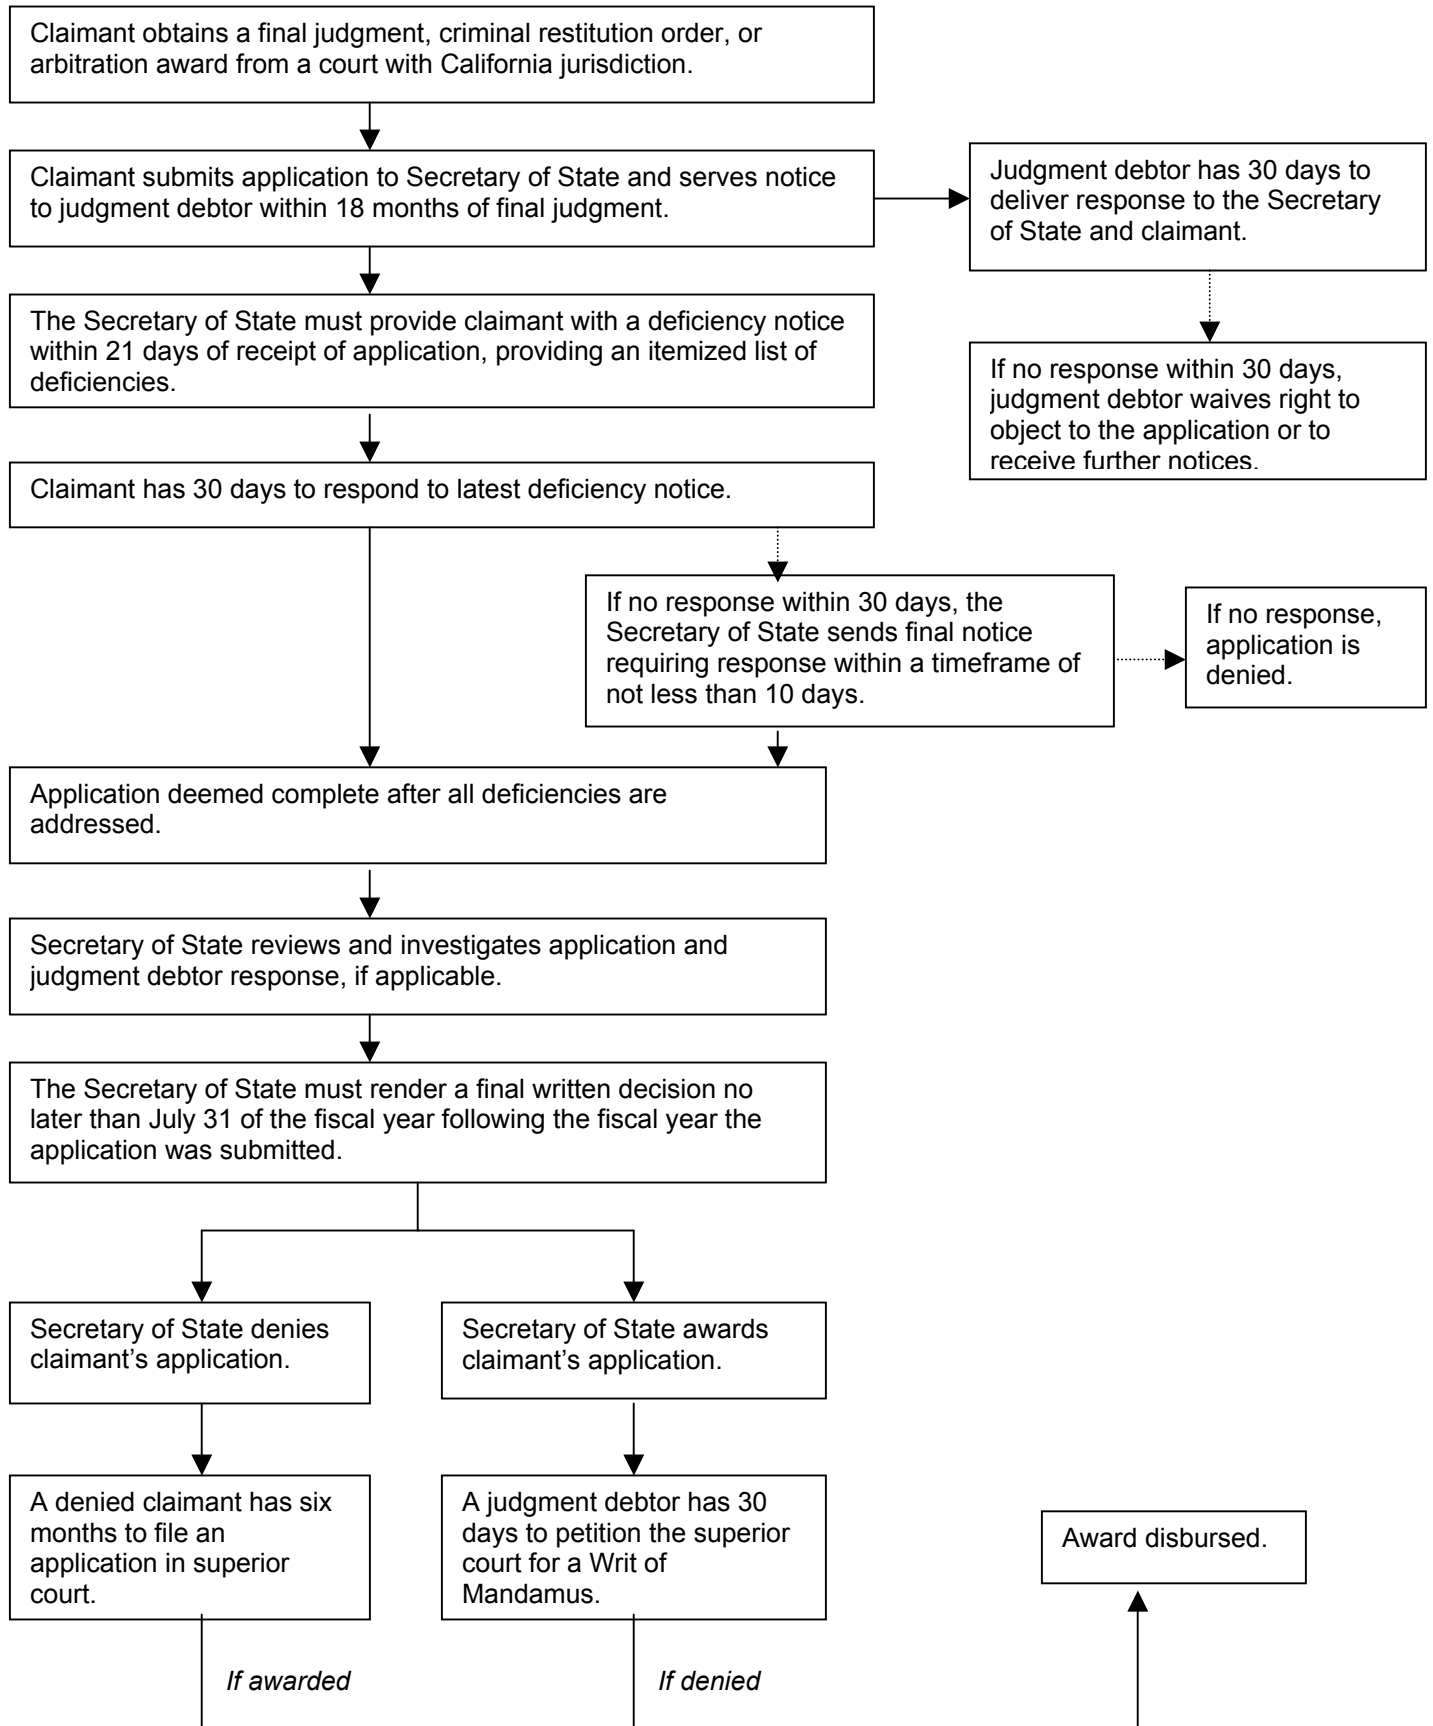 Claimant obtains a final judgment, criminal restitution order, or
arbitration award from a court with California jurisdiction.
Claimant submits application to Secretary of State and serves notice
to judgment debtor within 18 months of final judgment.
Judgment debtor has 30 days to
deliver response to the Secretary
of State and claimant.
The Secretary of State must provide claimant with a deficiency notice
within 21 days of receipt of application, providing an itemized list of
deficiencies.
If no response within 30 days,
judgment debtor waives right to
object to the application or to
receive further notices.
Claimant has 30 days to respond to latest deficiency notice.
If no response within 30 days, the
Secretary of State sends final notice
requiring response within a timeframe of
not less than 10 days.
If no response,
application is
denied.
Application deemed complete after all deficiencies are
addressed.
Secretary of State reviews and investigates application and
judgment debtor response, if applicable.
The Secretary of State must render a final written decision no
later than July 31 of the fiscal year following the fiscal year the
application was submitted.
Secretary of State denies
claimant’s application.
Secretary of State awards
claimant’s application.
A denied claimant has six
months to file an
application in superior
court.
A judgment debtor has 30
days to petition the superior
court for a Writ of
Mandamus.
Award disbursed.
If awarded
If denied